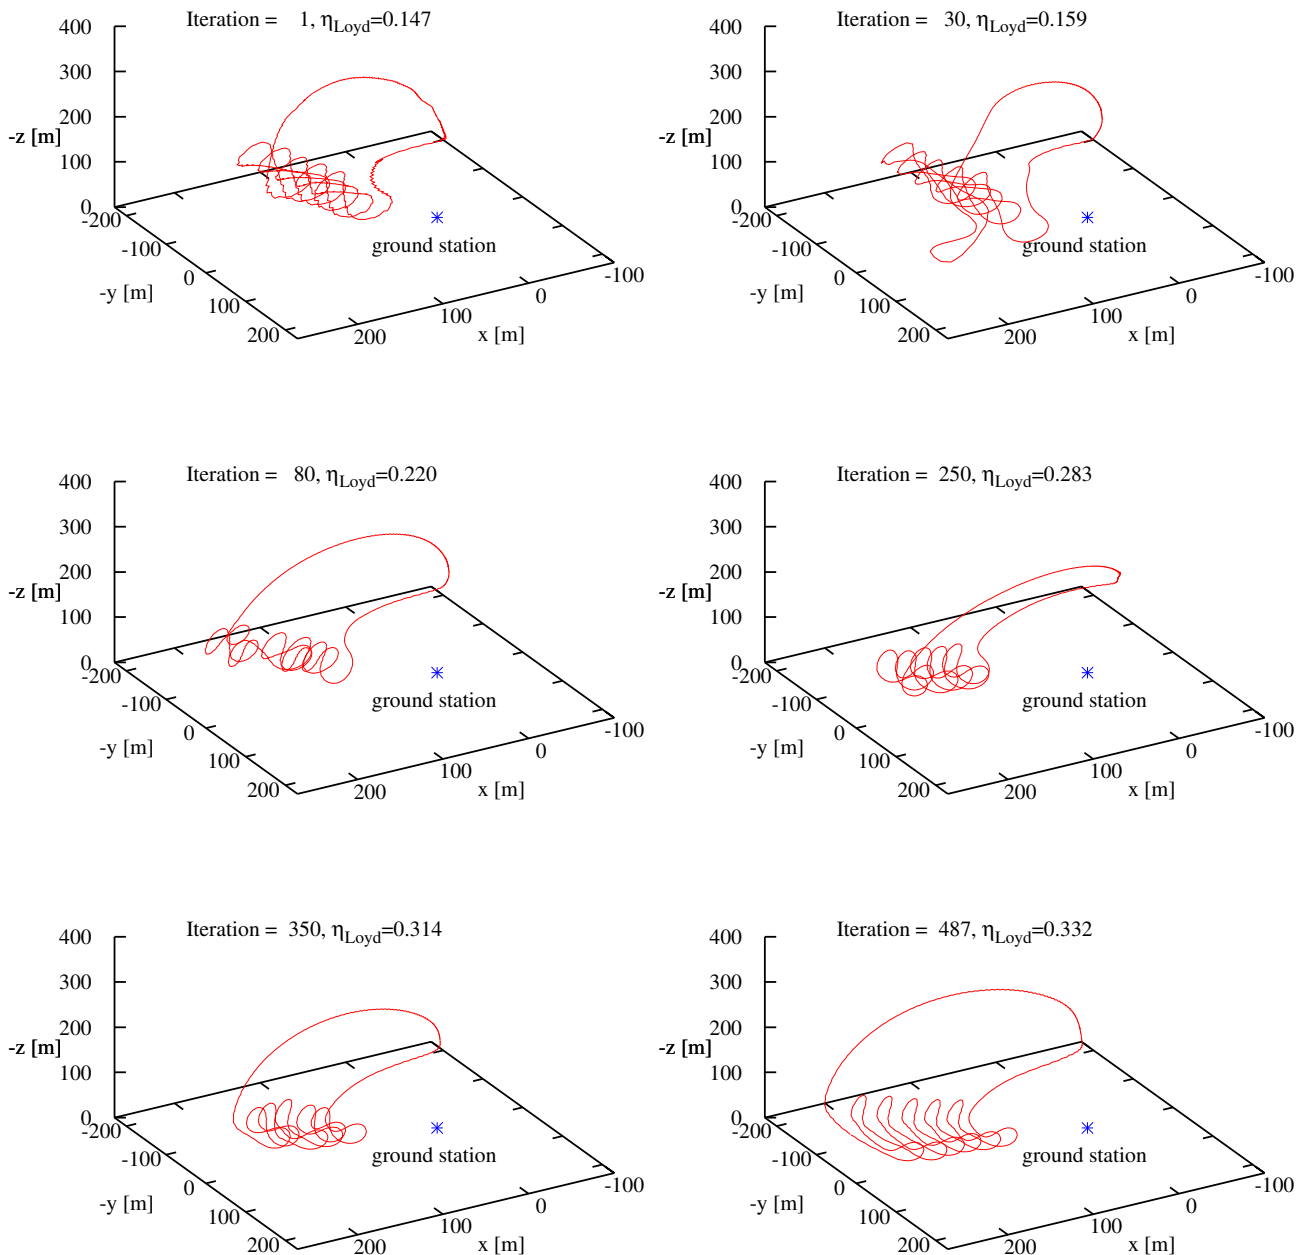 Iteration = 1, ηLoyd=0.147
400
300
200
-z [m]
100
0
-200
-100
0
-y [m]
100
200
ground station
-100
0
100
x [m]
200
Iteration = 30, ηLoyd=0.159
400
300
200
-z [m]
100
0
-200
-100
0
-y [m]
100
200
ground station
-100
0
100
x [m]
200
Iteration = 80, ηLoyd=0.220
400
300
200
-z [m]
100
0
-200
-100
0
-y [m]
100
200
ground station
-100
0
100
x [m]
200
Iteration = 250, ηLoyd=0.283
400
300
200
-z [m]
100
0
-200
-100
0
-y [m]
100
200
ground station
-100
0
100
x [m]
200
Iteration = 350, ηLoyd=0.314
400
300
200
-z [m]
100
0
-200
-100
0
-y [m]
100
200
ground station
-100
0
100
x [m]
200
Iteration = 487, ηLoyd=0.332
400
300
200
-z [m]
100
0
-200
-100
0
-y [m]
100
200
ground station
-100
0
100
x [m]
200